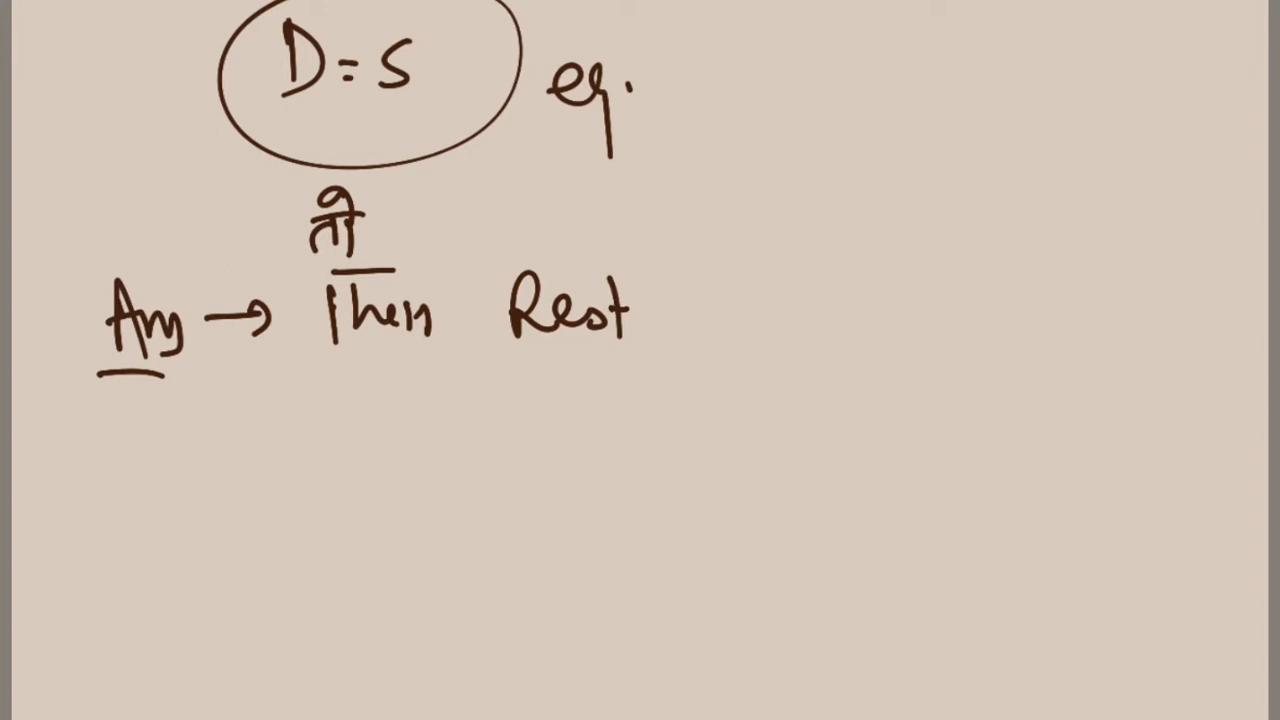 D = S eq.
तो
Any → Then Rest